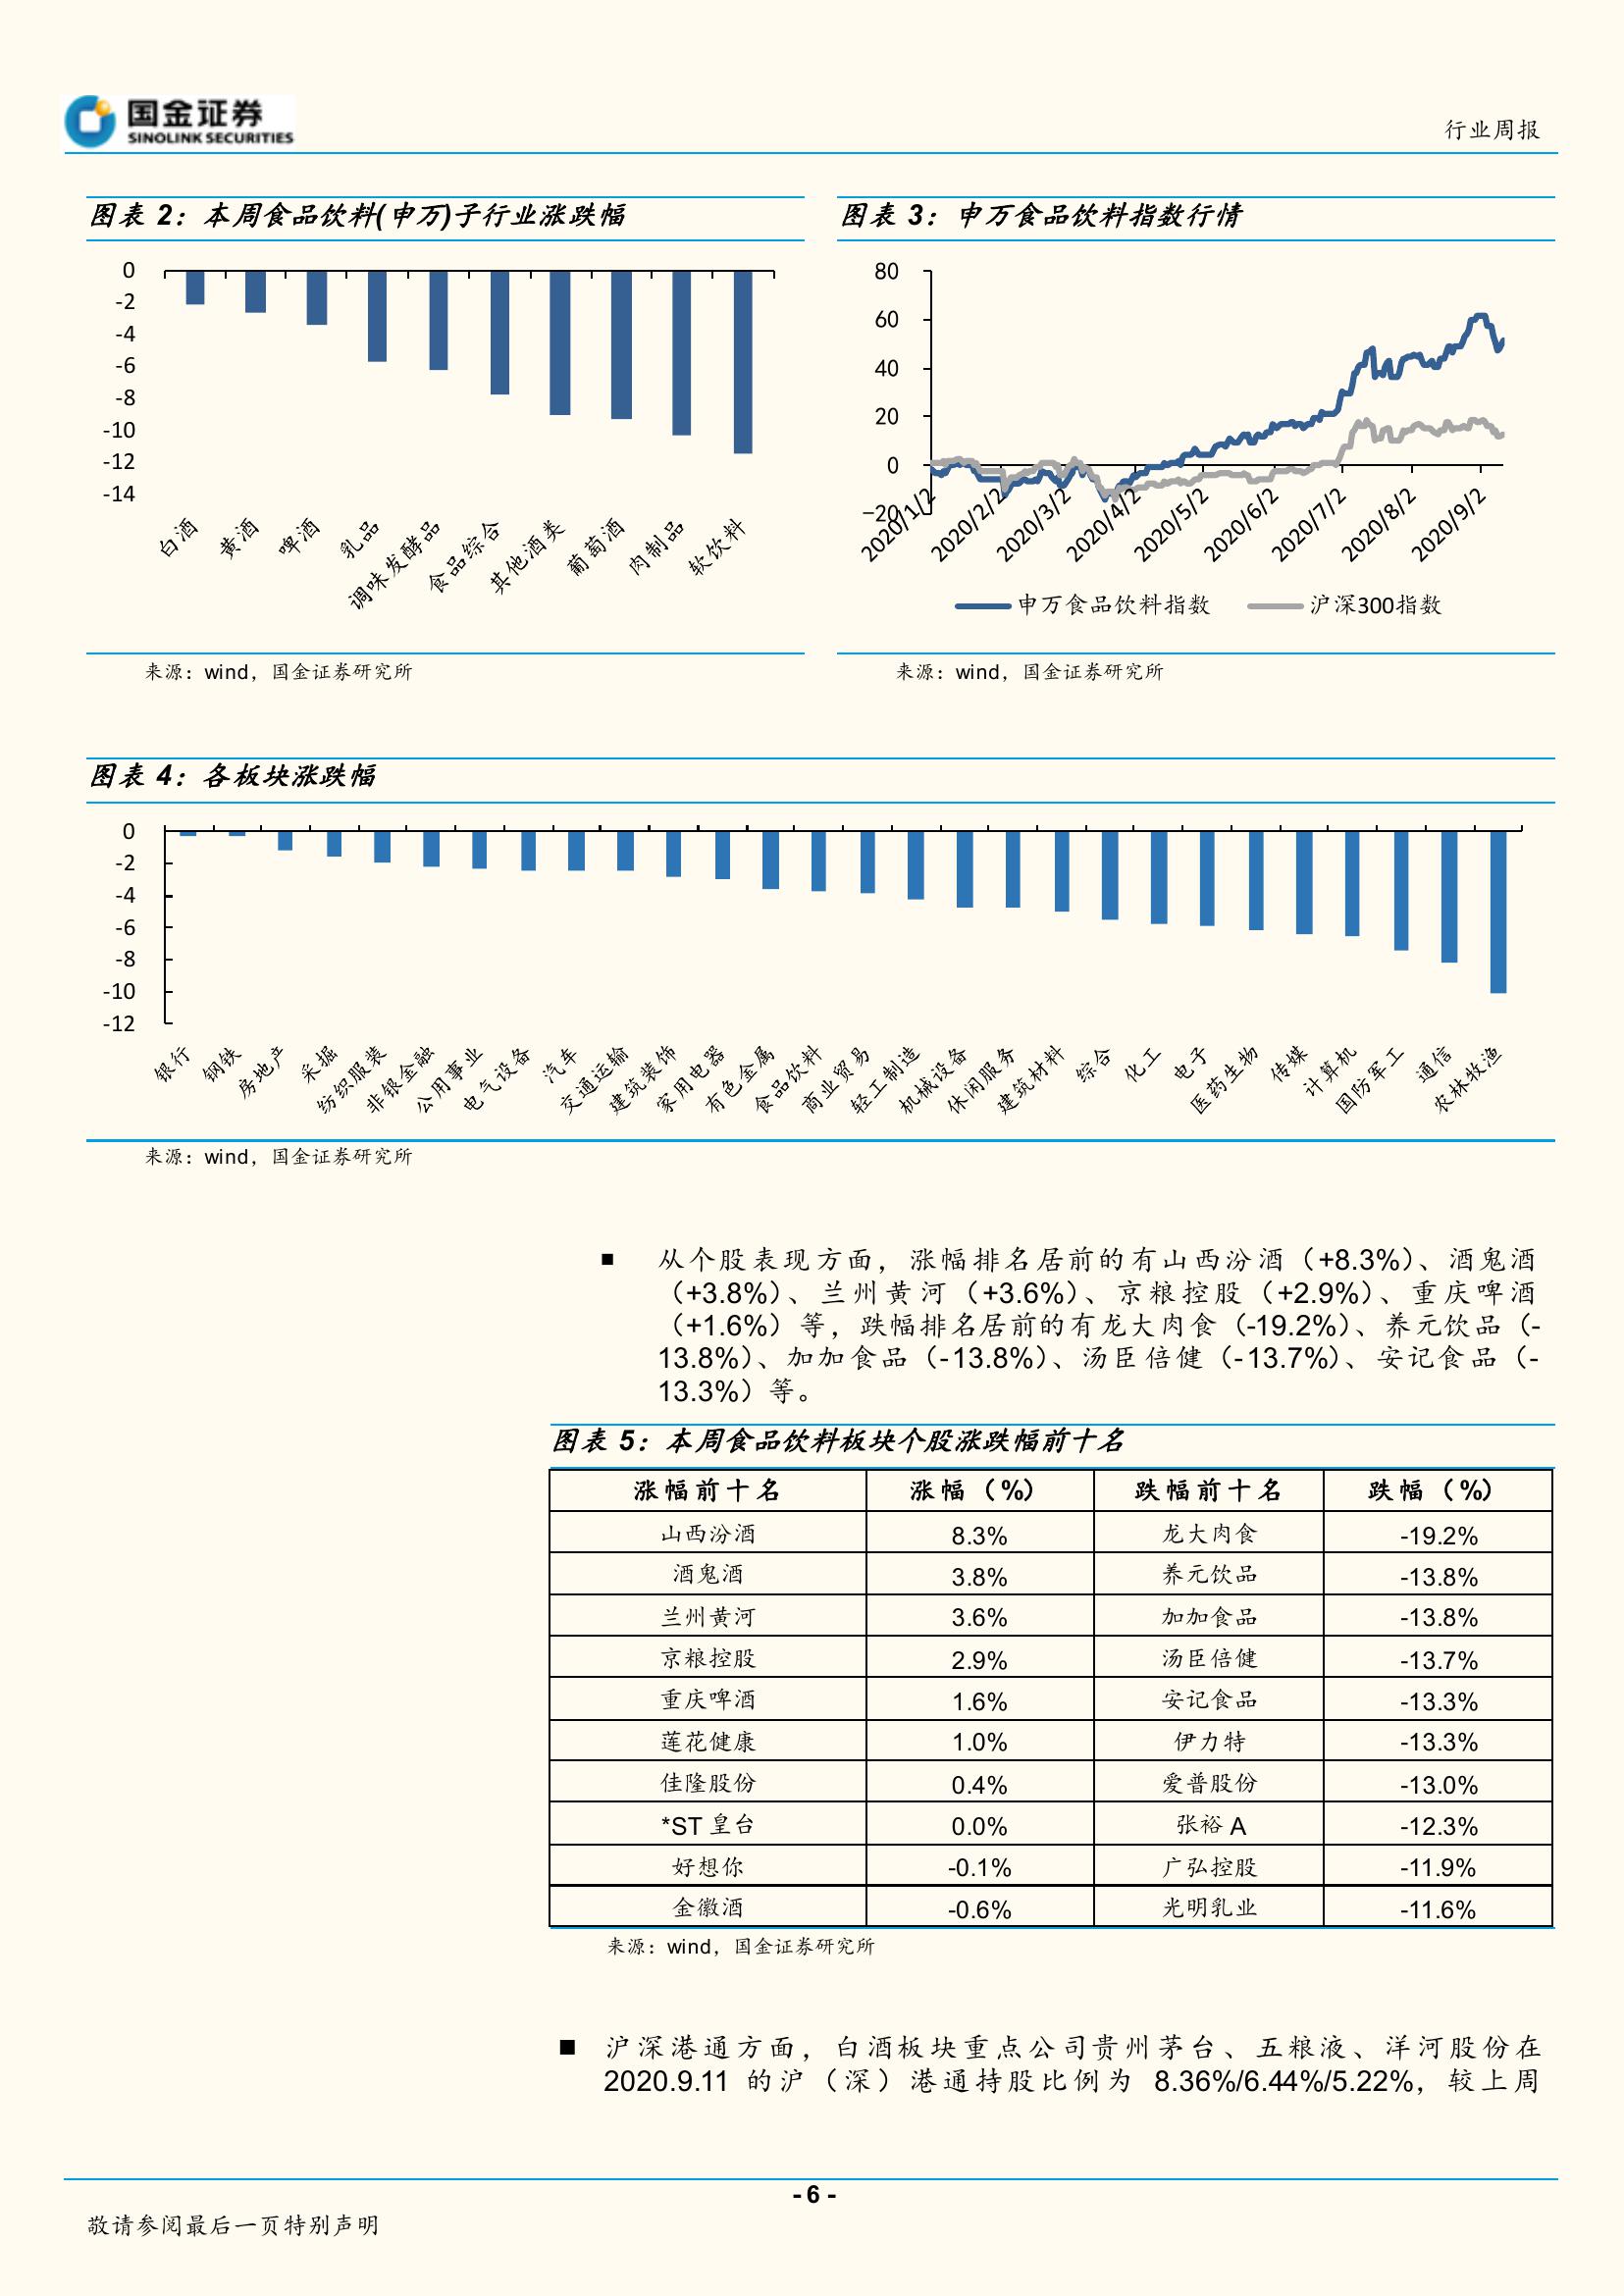 国金证券
SINOLINK SECURITIES
行业周报
图表 2：本周食品饮料(申万)子行业涨跌幅
0
-2
-4
-6
-8
-10
-12
-14
白酒
黄酒
啤酒
乳品
调味发酵品
食品综合
其他酒类
葡萄酒
肉制品
软饮料
来源：wind，国金证券研究所
图表 3：申万食品饮料指数行情
80
60
40
20
0
−20
2020/1/2
2020/2/2
2020/3/2
2020/4/2
2020/5/2
2020/6/2
2020/7/2
2020/8/2
2020/9/2
申万食品饮料指数
沪深300指数
来源：wind，国金证券研究所
图表 4：各板块涨跌幅
0
-2
-4
-6
-8
-10
-12
银行
钢铁
房地产
采掘
纺织服装
非银金融
公用事业
电气设备
汽车
交通运输
建筑装饰
家用电器
有色金属
食品饮料
商业贸易
轻工制造
机械设备
休闲服务
建筑材料
综合
化工
电子
医药生物
传媒
计算机
国防军工
通信
农林牧渔
来源：wind，国金证券研究所
■ 从个股表现方面，涨幅排名居前的有山西汾酒（+8.3%）、酒鬼酒
（+3.8%）、兰州黄河（+3.6%）、京粮控股（+2.9%）、重庆啤酒
（+1.6%）等，跌幅排名居前的有龙大肉食（-19.2%）、养元饮品（-
13.8%）、加加食品（-13.8%）、汤臣倍健（-13.7%）、安记食品（-
13.3%）等。
图表 5：本周食品饮料板块个股涨跌幅前十名
涨幅前十名 涨幅（%） 跌幅前十名 跌幅（%）
山西汾酒 8.3% 龙大肉食 -19.2%
酒鬼酒 3.8% 养元饮品 -13.8%
兰州黄河 3.6% 加加食品 -13.8%
京粮控股 2.9% 汤臣倍健 -13.7%
重庆啤酒 1.6% 安记食品 -13.3%
莲花健康 1.0% 伊力特 -13.3%
佳隆股份 0.4% 爱普股份 -13.0%
*ST 皇台 0.0% 张裕 A -12.3%
好想你 -0.1% 广弘控股 -11.9%
金徽酒 -0.6% 光明乳业 -11.6%
来源：wind，国金证券研究所
■ 沪深港通方面，白酒板块重点公司贵州茅台、五粮液、洋河股份在
2020.9.11 的沪（深）港通持股比例为 8.36%/6.44%/5.22%，较上周
- 6 -
敬请参阅最后一页特别声明